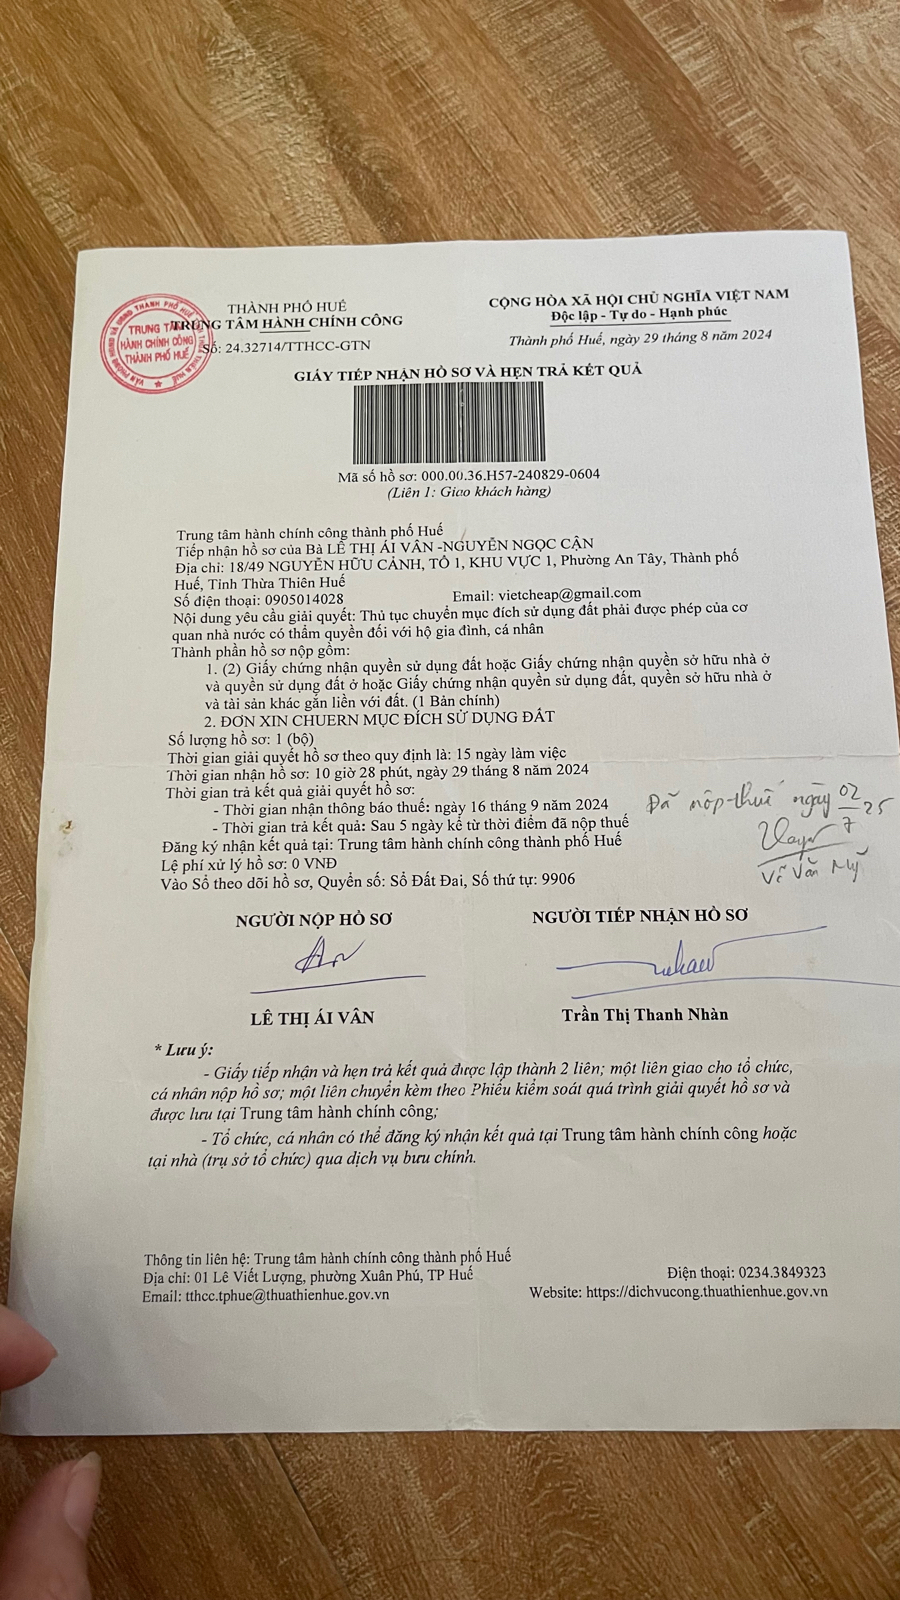 THÀNH PHỐ HUẾ
TRUNG TÂM HÀNH CHÍNH CÔNG
Số: 24.32714/TTHCC-GTN
TRUNG TÂM
HÀNH CHÍNH CÔNG
THÀNH PHỐ HUẾ
CỘNG HÒA XÃ HỘI CHỦ NGHĨA VIỆT NAM
Độc lập - Tự do - Hạnh phúc
Thành phố Huế, ngày 29 tháng 8 năm 2024
GIẤY TIẾP NHẬN HỒ SƠ VÀ HẸN TRẢ KẾT QUẢ
Mã số hồ sơ: 000.00.36.H57-240829-0604
(Liên 1: Giao khách hàng)
Trung tâm hành chính công thành phố Huế
Tiếp nhận hồ sơ của Bà LÊ THỊ ÁI VÂN -NGUYỄN NGỌC CẬN
Địa chỉ: 18/49 NGUYỄN HỮU CẢNH, TỔ 1, KHU VỰC 1, Phường An Tây, Thành phố
Huế, Tỉnh Thừa Thiên Huế
Số điện thoại: 0905014028 Email: vietcheap@gmail.com
Nội dung yêu cầu giải quyết: Thủ tục chuyển mục đích sử dụng đất phải được phép của cơ
quan nhà nước có thẩm quyền đối với hộ gia đình, cá nhân
Thành phần hồ sơ nộp gồm:
1. (2) Giấy chứng nhận quyền sử dụng đất hoặc Giấy chứng nhận quyền sở hữu nhà ở
và quyền sử dụng đất ở hoặc Giấy chứng nhận quyền sử dụng đất, quyền sở hữu nhà ở
và tài sản khác gắn liền với đất. (1 Bản chính)
2. ĐƠN XIN CHUERN MỤC ĐÍCH SỬ DỤNG ĐẤT
Số lượng hồ sơ: 1 (bộ)
Thời gian giải quyết hồ sơ theo quy định là: 15 ngày làm việc
Thời gian nhận hồ sơ: 10 giờ 28 phút, ngày 29 tháng 8 năm 2024
Thời gian trả kết quả giải quyết hồ sơ:
- Thời gian nhận thông báo thuế: ngày 16 tháng 9 năm 2024
- Thời gian trả kết quả: Sau 5 ngày kể từ thời điểm đã nộp thuế
Đăng ký nhận kết quả tại: Trung tâm hành chính công thành phố Huế
Lệ phí xử lý hồ sơ: 0 VNĐ
Vào Sổ theo dõi hồ sơ, Quyển số: Sổ Đất Đai, Số thứ tự: 9906
Đã nộp thuế ngày 02/7 25
Võ Văn Mỹ
NGƯỜI NỘP HỒ SƠ
NGƯỜI TIẾP NHẬN HỒ SƠ
LÊ THỊ ÁI VÂN
Trần Thị Thanh Nhàn
* Lưu ý:
- Giấy tiếp nhận và hẹn trả kết quả được lập thành 2 liên; một liên giao cho tổ chức,
cá nhân nộp hồ sơ; một liên chuyển kèm theo Phiếu kiểm soát quá trình giải quyết hồ sơ và
được lưu tại Trung tâm hành chính công;
- Tổ chức, cá nhân có thể đăng ký nhận kết quả tại Trung tâm hành chính công hoặc
tại nhà (trụ sở tổ chức) qua dịch vụ bưu chính.
Thông tin liên hệ: Trung tâm hành chính công thành phố Huế
Địa chỉ: 01 Lê Viết Lượng, phường Xuân Phú, TP Huế
Điện thoại: 0234.3849323
Email: tthcc.tphue@thuathienhue.gov.vn
Website: https://dichvucong.thuathienhue.gov.vn